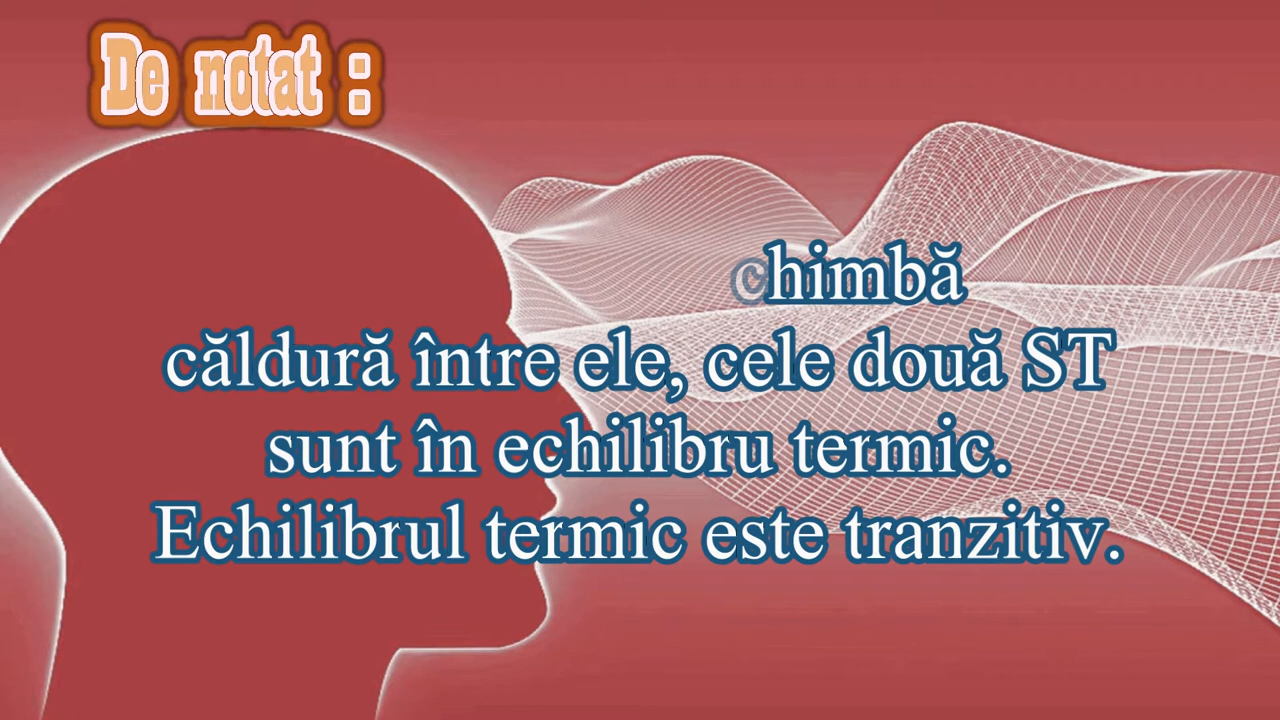 De notat :
chimbă
căldură între ele, cele două ST
sunt în echilibru termic.
Echilibrul termic este tranzitiv.